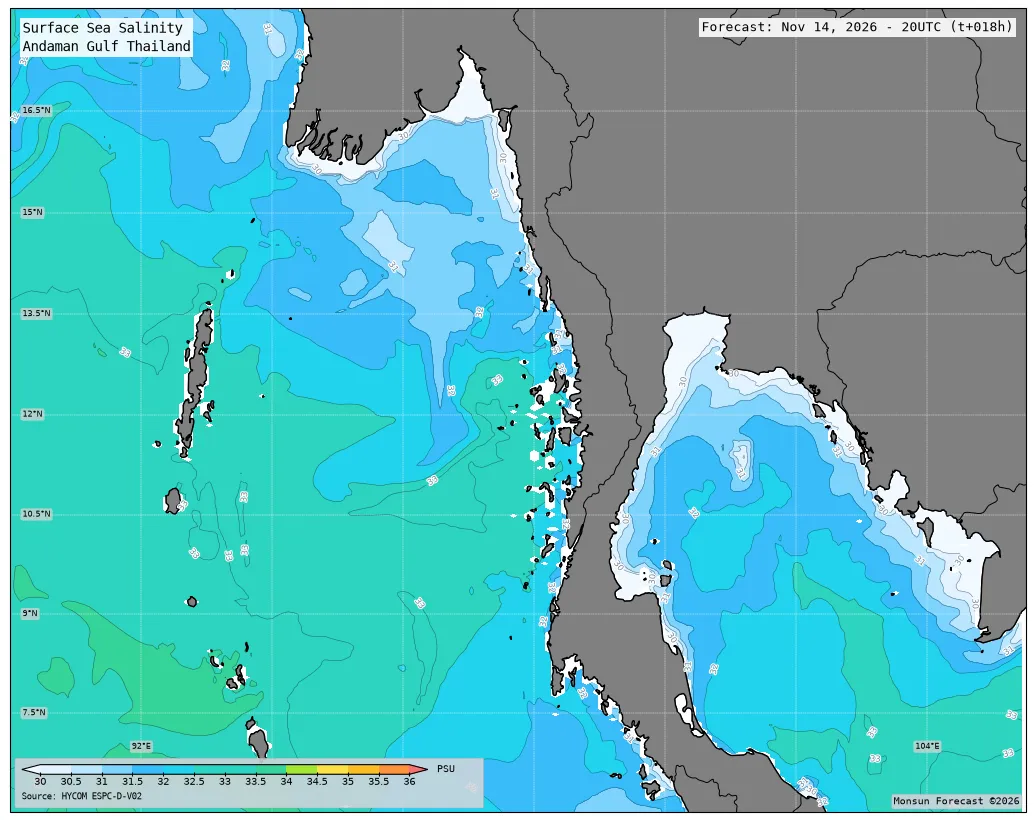 Surface Sea Salinity
Andaman Gulf Thailand
Forecast: Nov 14, 2026 - 20UTC (t+018h)
16.5°N
15°N
13.5°N
12°N
10.5°N
9°N
7.5°N
92°E
104°E
30 30.5 31 31.5 32 32.5 33 33.5 34 34.5 35 35.5 36 PSU
Source: HYCOM ESPC-D-V02
Monsun Forecast ©2026